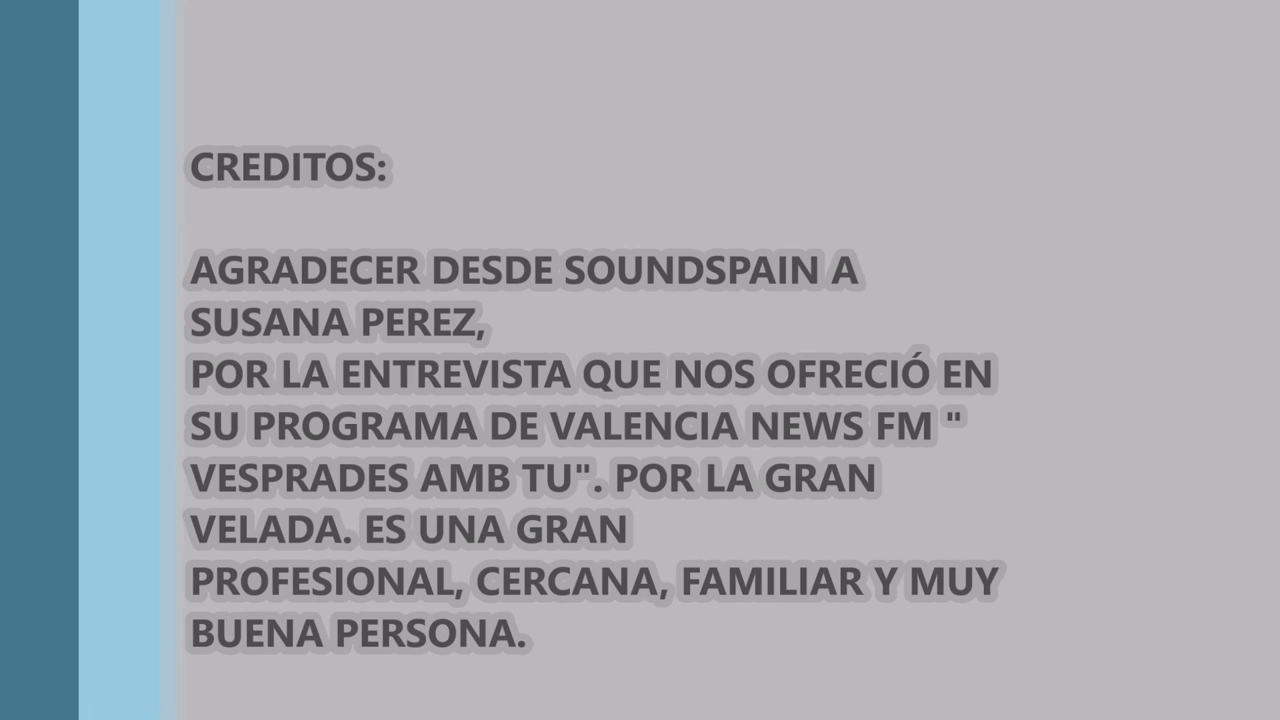 CREDITOS:
AGRADECER DESDE SOUNDSPAIN A
SUSANA PEREZ,
POR LA ENTREVISTA QUE NOS OFRECIÓ EN
SU PROGRAMA DE VALENCIA NEWS FM "
VESPRADES AMB TU". POR LA GRAN
VELADA. ES UNA GRAN
PROFESIONAL, CERCANA, FAMILIAR Y MUY
BUENA PERSONA.